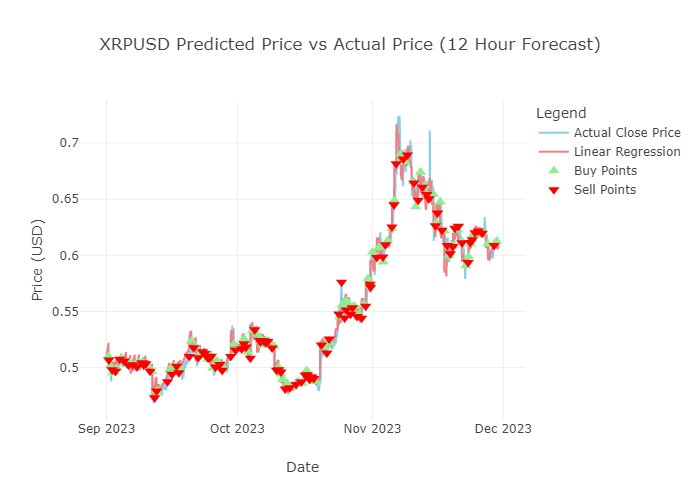 XRPUSD Predicted Price vs Actual Price (12 Hour Forecast)
Legend
Actual Close Price
Linear Regression
Buy Points
Sell Points
Price (USD)
0.7
0.65
0.6
0.55
0.5
Sep 2023
Oct 2023
Nov 2023
Dec 2023
Date